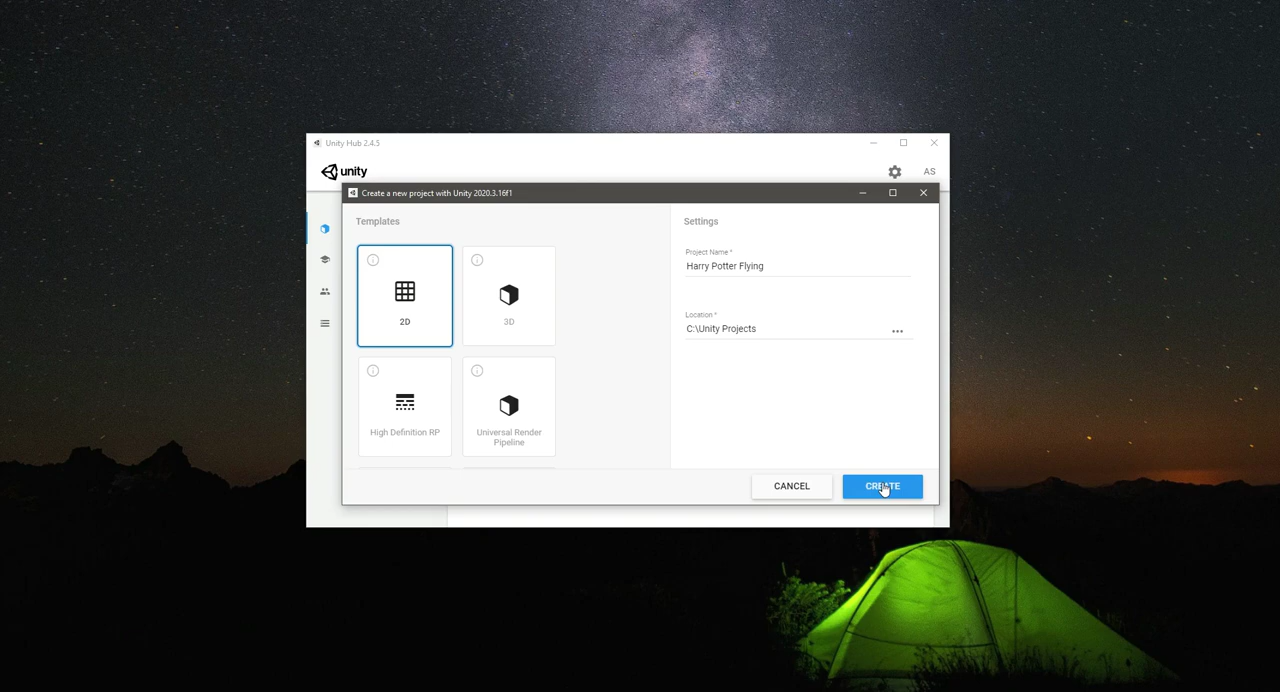 Unity Hub 2.4.5
unity
AS
Create a new project with Unity 2020.3.16f1
Templates
Settings
2D
3D
High Definition RP
Universal Render
Pipeline
Project Name *
Harry Potter Flying
Location *
C:\Unity Projects
CANCEL
CREATE